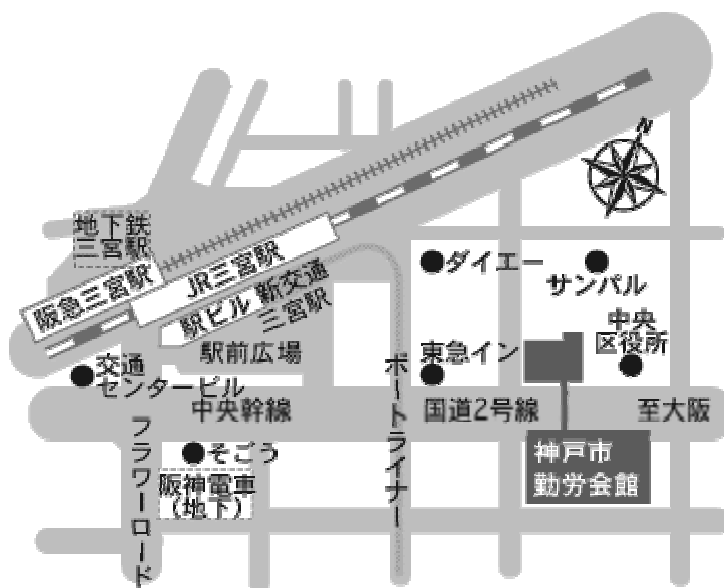 N
地下鉄
三宮駅
阪急三宮駅
JR三宮駅
駅ビル
新交通
三宮駅
ダイエー
サンパル
中央
区役所
東急イン
駅前広場
交通
センタービル
中央幹線
国道2号線
至大阪
ポートライナー
フラワーロード
そごう
阪神電車
（地下）
神戸市
勤労会館